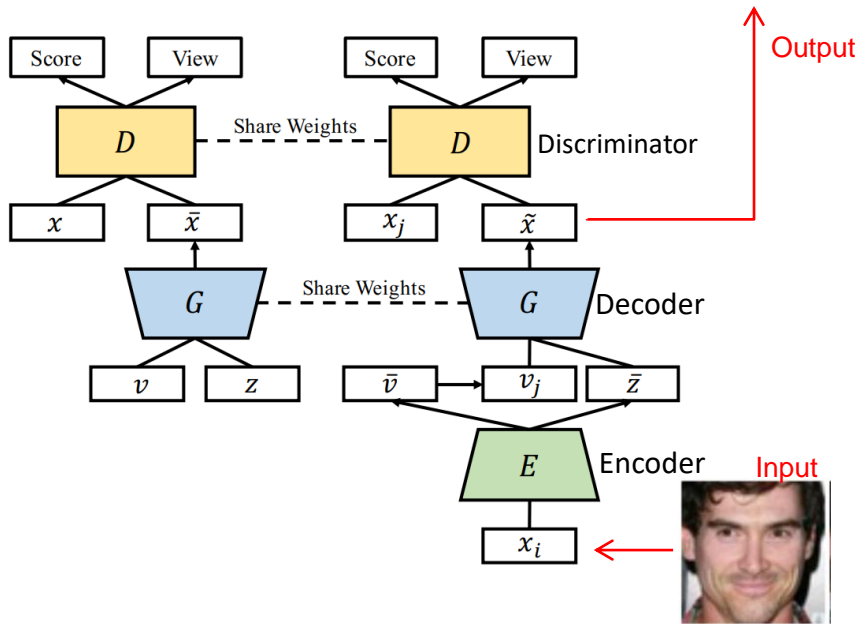 Output
Score
View
Score
View
D
Share Weights
D
Discriminator
x
x̄
x_j
x̃
G
Share Weights
G
Decoder
v
z
v̄
v_j
z̄
E
Encoder
Input
x_i